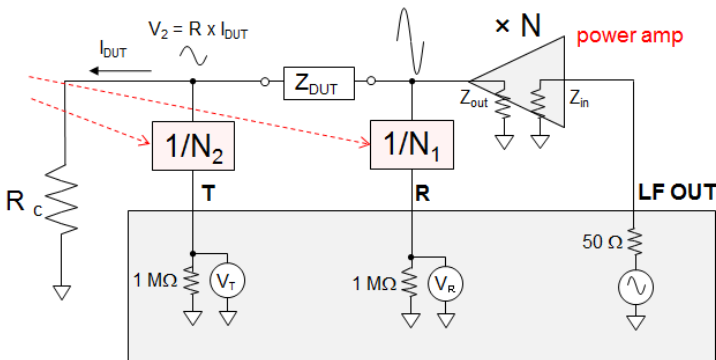 × N
power amp
V2 = R x IDUT
IDUT
ZDUT
Zout
Zin
1/N2
1/N1
R C
T
R
LF OUT
50 Ω
1 MΩ
VT
1 MΩ
VR